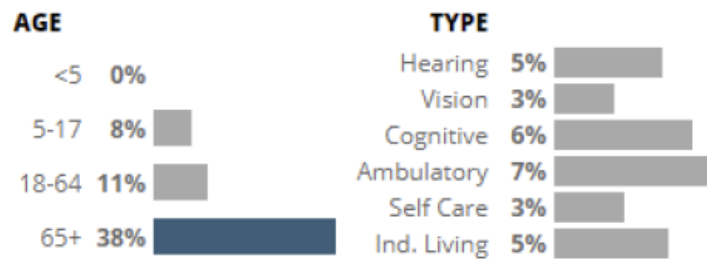 AGE
<5 0%
5-17 8%
18-64 11%
65+ 38%
TYPE
Hearing 5%
Vision 3%
Cognitive 6%
Ambulatory 7%
Self Care 3%
Ind. Living 5%